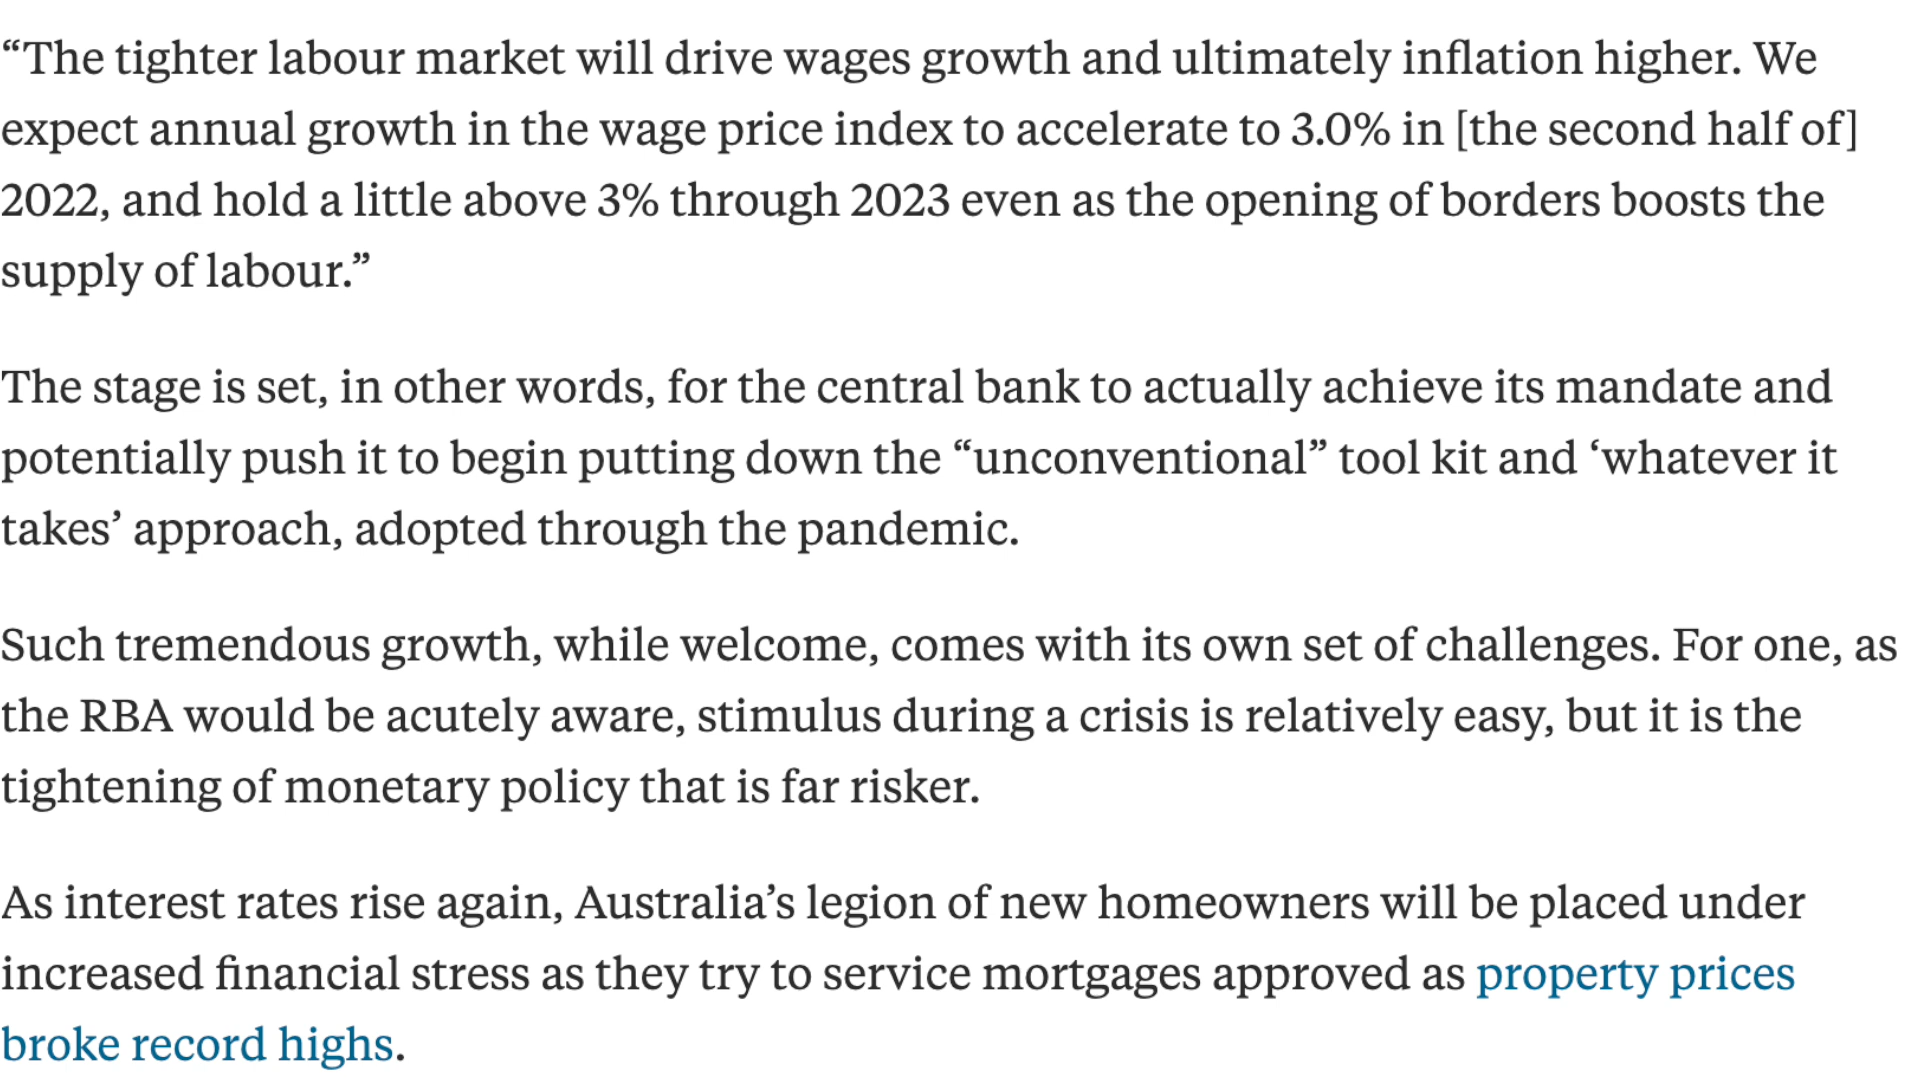 “The tighter labour market will drive wages growth and ultimately inflation higher. We
expect annual growth in the wage price index to accelerate to 3.0% in [the second half of]
2022, and hold a little above 3% through 2023 even as the opening of borders boosts the
supply of labour.”
The stage is set, in other words, for the central bank to actually achieve its mandate and
potentially push it to begin putting down the “unconventional” tool kit and ‘whatever it
takes’ approach, adopted through the pandemic.
Such tremendous growth, while welcome, comes with its own set of challenges. For one, as
the RBA would be acutely aware, stimulus during a crisis is relatively easy, but it is the
tightening of monetary policy that is far risker.
As interest rates rise again, Australia’s legion of new homeowners will be placed under
increased financial stress as they try to service mortgages approved as property prices
broke record highs.